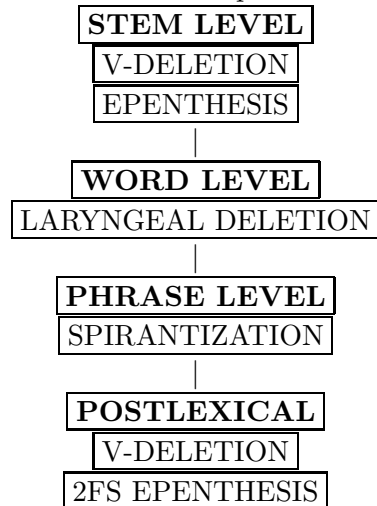 STEM LEVEL
V-DELETION
EPENTHESIS
WORD LEVEL
LARYNGEAL DELETION
PHRASE LEVEL
SPIRANTIZATION
POSTLEXICAL
V-DELETION
2FS EPENTHESIS